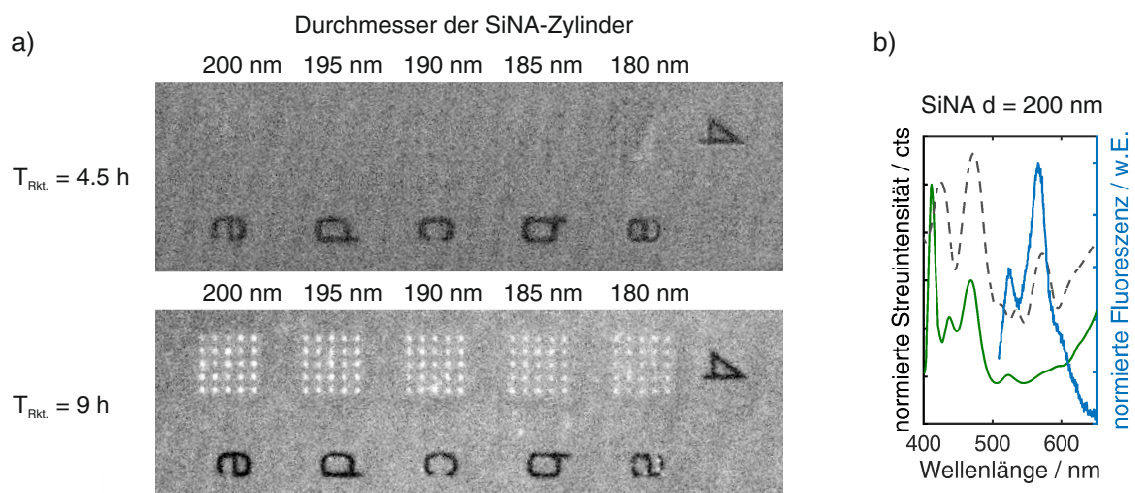 a)
Durchmesser der SiNA-Zylinder
200 nm 195 nm 190 nm 185 nm 180 nm
4
T_Rkt. = 4.5 h
e d c b a
200 nm 195 nm 190 nm 185 nm 180 nm
4
T_Rkt. = 9 h
e d c b a
b)
SiNA d = 200 nm
normierte Streuintensität / cts
normierte Fluoreszenz / w.E.
400 500 600
Wellenlänge / nm